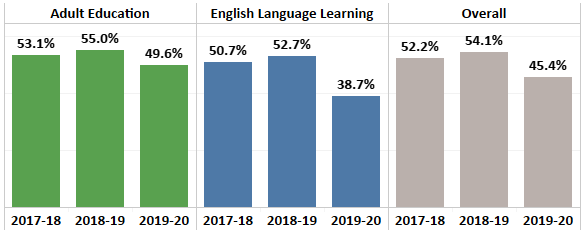 Adult Education English Language Learning Overall
55.0% 52.7% 54.1%
53.1% 49.6% 50.7% 38.7% 52.2% 45.4%
2017-18 2018-19 2019-20 2017-18 2018-19 2019-20 2017-18 2018-19 2019-20